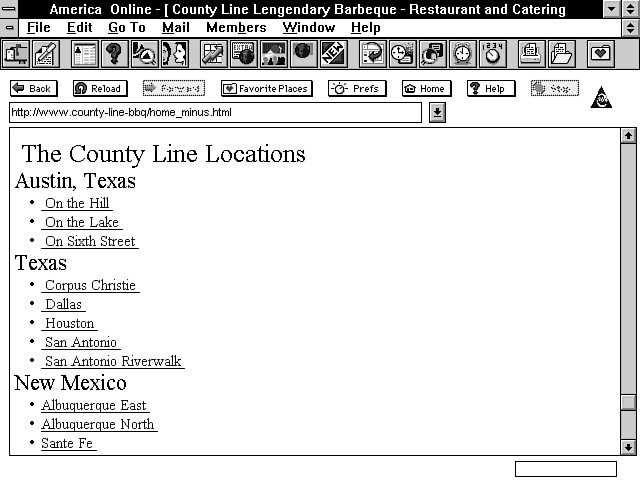 America Online - [ County Line Lengendary Barbeque - Restaurant and Catering
File Edit Go To Mail Members Window Help
NEW 1234
Back Reload Forward Favorite Places Prefs Home Help Stop
http://www.county-line-bbq/home_minus.html
The County Line Locations
Austin, Texas
• On the Hill
• On the Lake
• On Sixth Street
Texas
• Corpus Christie
• Dallas
• Houston
• San Antonio
• San Antonio Riverwalk
New Mexico
• Albuquerque East
• Albuquerque North
• Sante Fe